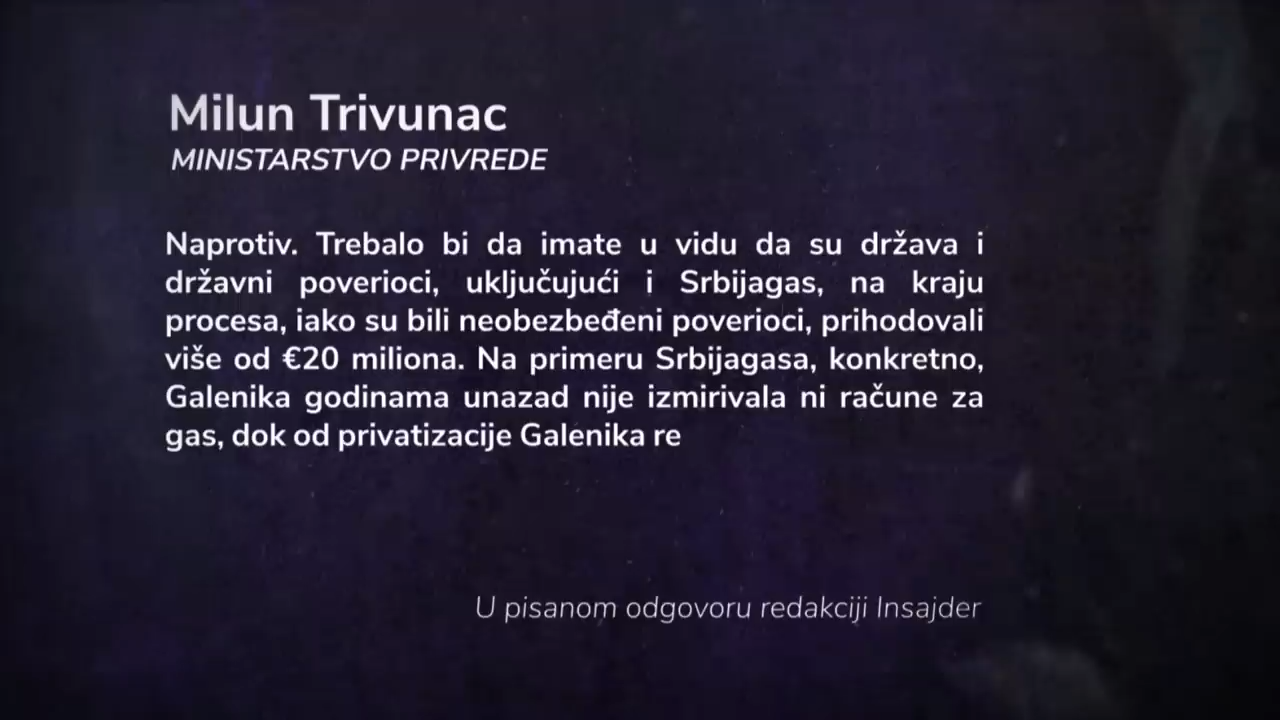 Milun Trivunac
MINISTARSTVO PRIVREDE
Naprotiv. Trebalo bi da imate u vidu da su država i
državni poverioci, uključujući i Srbijagas, na kraju
procesa, iako su bili neobezbeđeni poverioci, prihodovali
više od €20 miliona. Na primeru Srbijagasa, konkretno,
Galenika godinama unazad nije izmirivala ni račune za
gas, dok od privatizacije Galenika re
U pisanom odgovoru redakciji Insajder